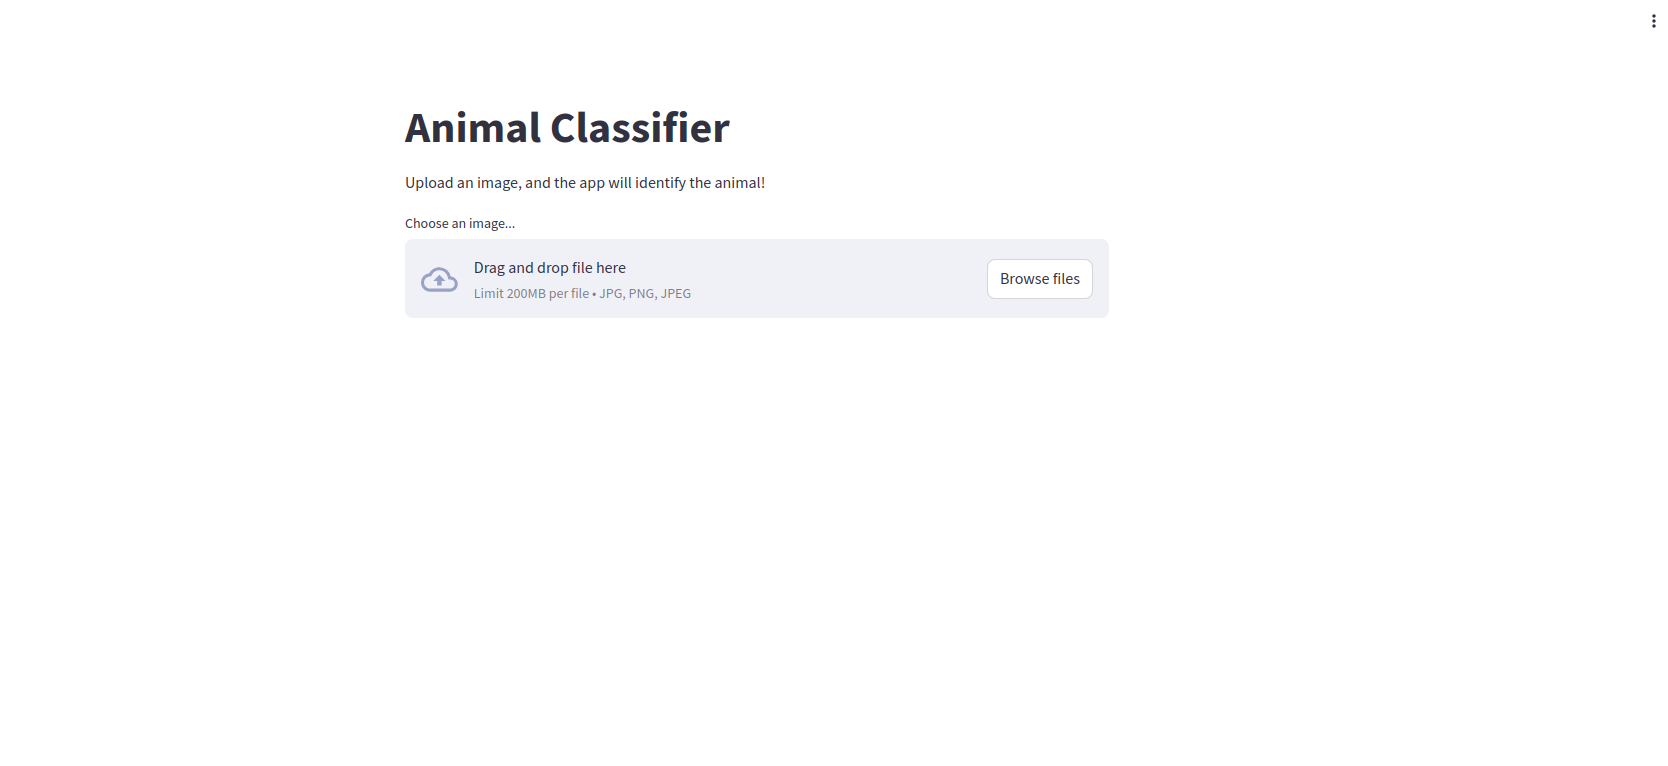 Animal Classifier
Upload an image, and the app will identify the animal!
Choose an image...
Drag and drop file here
Limit 200MB per file • JPG, PNG, JPEG
Browse files